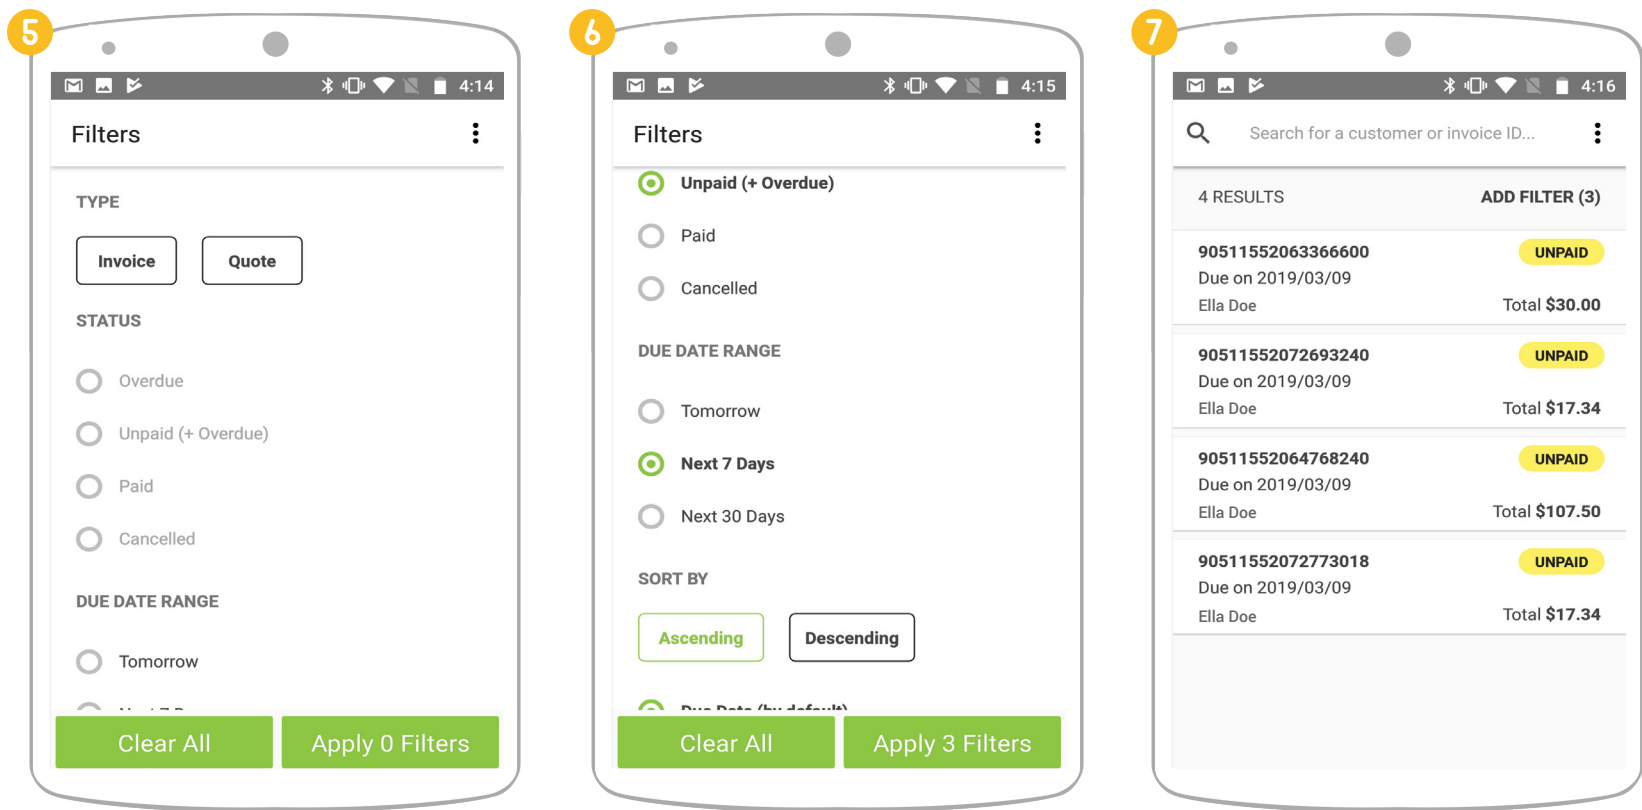 5
4:14
Filters
TYPE
Invoice Quote
STATUS
Overdue
Unpaid (+ Overdue)
Paid
Cancelled
DUE DATE RANGE
Tomorrow
Clear All Apply 0 Filters
6
4:15
Filters
Unpaid (+ Overdue)
Paid
Cancelled
DUE DATE RANGE
Tomorrow
Next 7 Days
Next 30 Days
SORT BY
Ascending Descending
Due Date (by default)
Clear All Apply 3 Filters
7
4:16
Search for a customer or invoice ID...
4 RESULTS ADD FILTER (3)
90511552063366600 UNPAID
Due on 2019/03/09
Ella Doe Total $30.00
90511552072693240 UNPAID
Due on 2019/03/09
Ella Doe Total $17.34
90511552064768240 UNPAID
Due on 2019/03/09
Ella Doe Total $107.50
90511552072773018 UNPAID
Due on 2019/03/09
Ella Doe Total $17.34